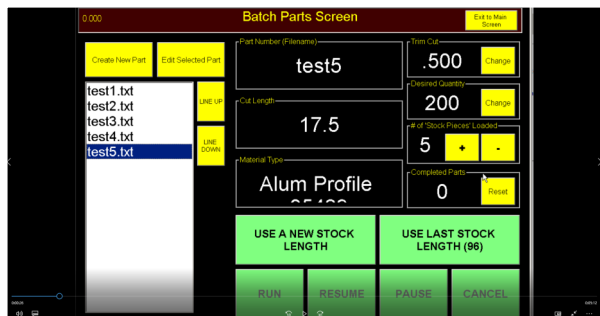 0.000
Batch Parts Screen
Exit to Main
Screen
Create New Part
Edit Selected Part
Part Number (Filename)
test5
Trim Cut
.500
Change
test1.txt
test2.txt
test3.txt
test4.txt
test5.txt
LINE UP
LINE
DOWN
Cut Length
17.5
Desired Quantity
200
Change
# of 'Stock Pieces' Loaded
5
+
-
Material Type
Alum Profile
Completed Parts
0
Reset
USE A NEW STOCK
LENGTH
USE LAST STOCK
LENGTH (96)
RUN
RESUME
PAUSE
CANCEL